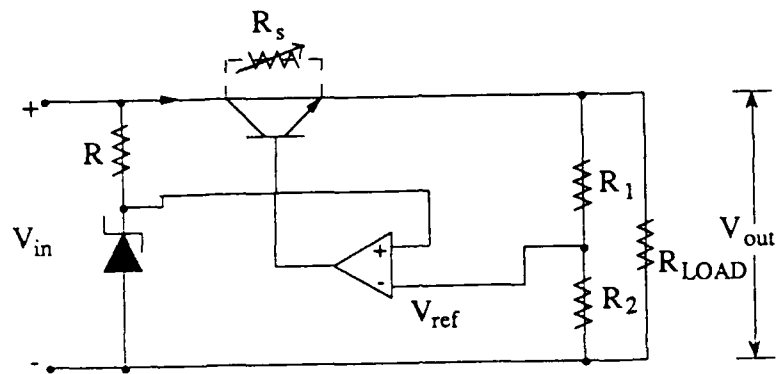 R_s
+
R
R_1
V_in
+
V_out
-
R_LOAD
V_ref
R_2
-